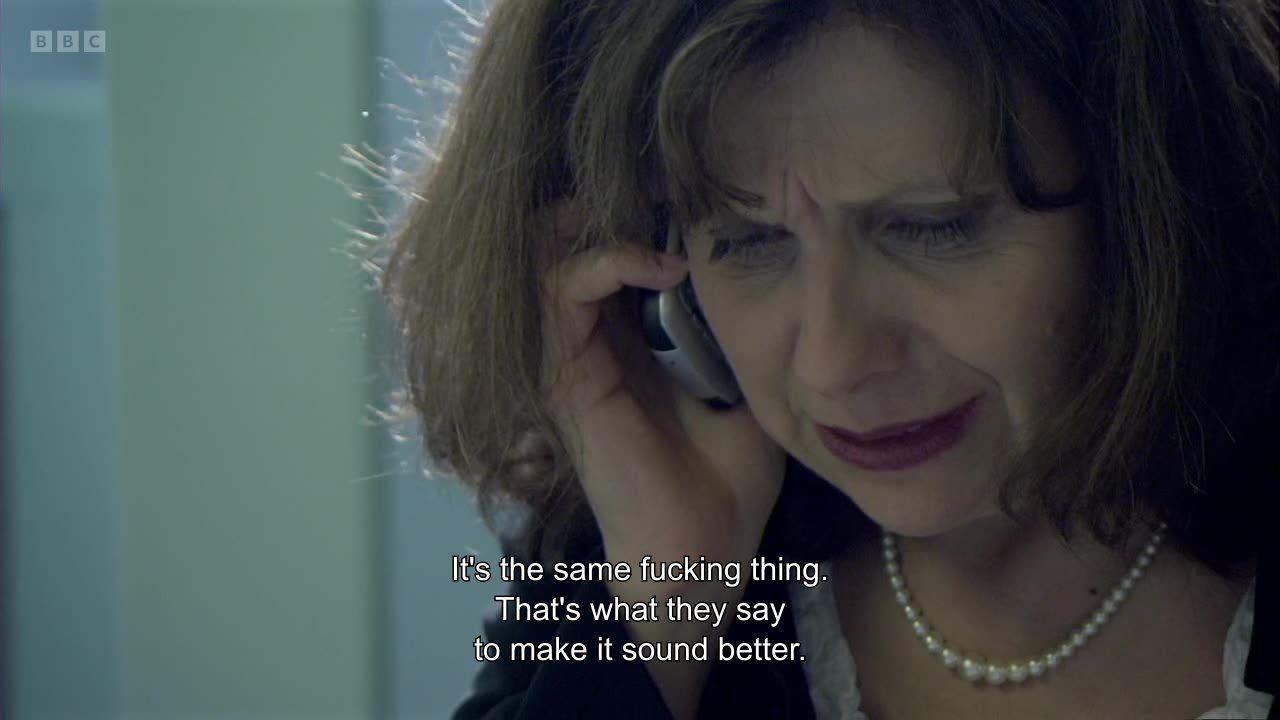 BBC
It's the same fucking thing.
That's what they say
to make it sound better.